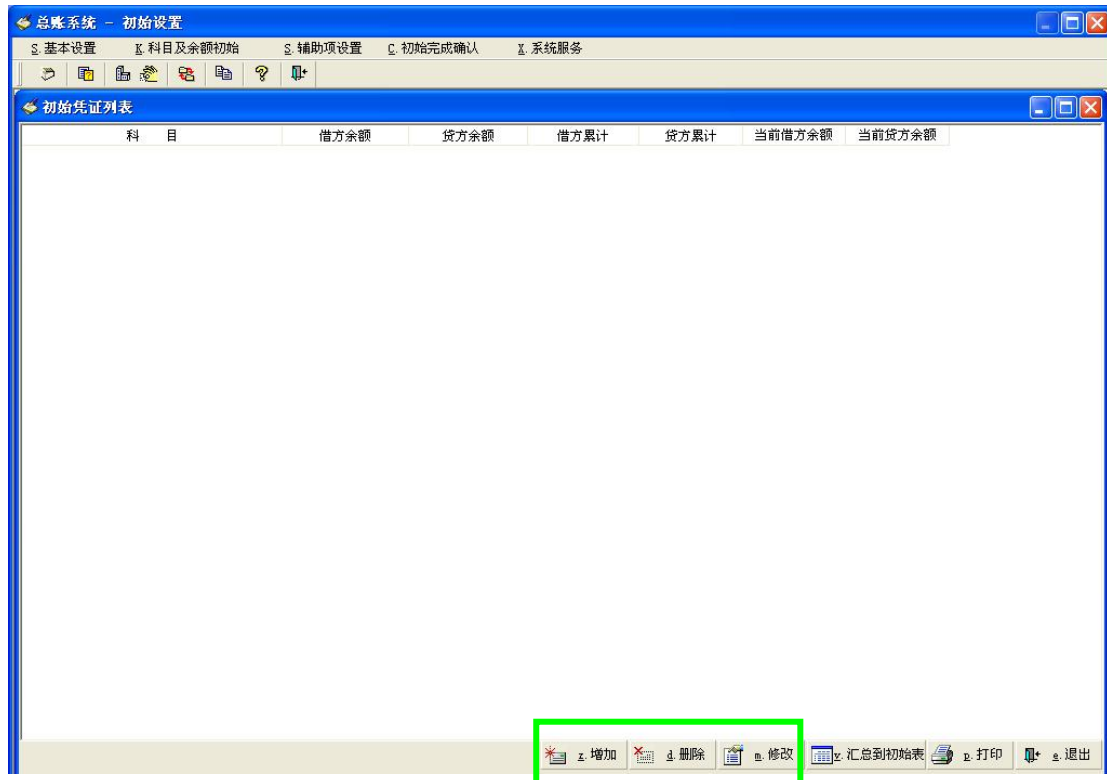 总账系统 - 初始设置
S.基本设置 K.科目及余额初始 S.辅助项设置 C.初始完成确认 X.系统服务
初始凭证列表
科 目 借方余额 贷方余额 借方累计 贷方累计 当前借方余额 当前贷方余额
z.增加 d.删除 m.修改 v.汇总到初始表 p.打印 e.退出